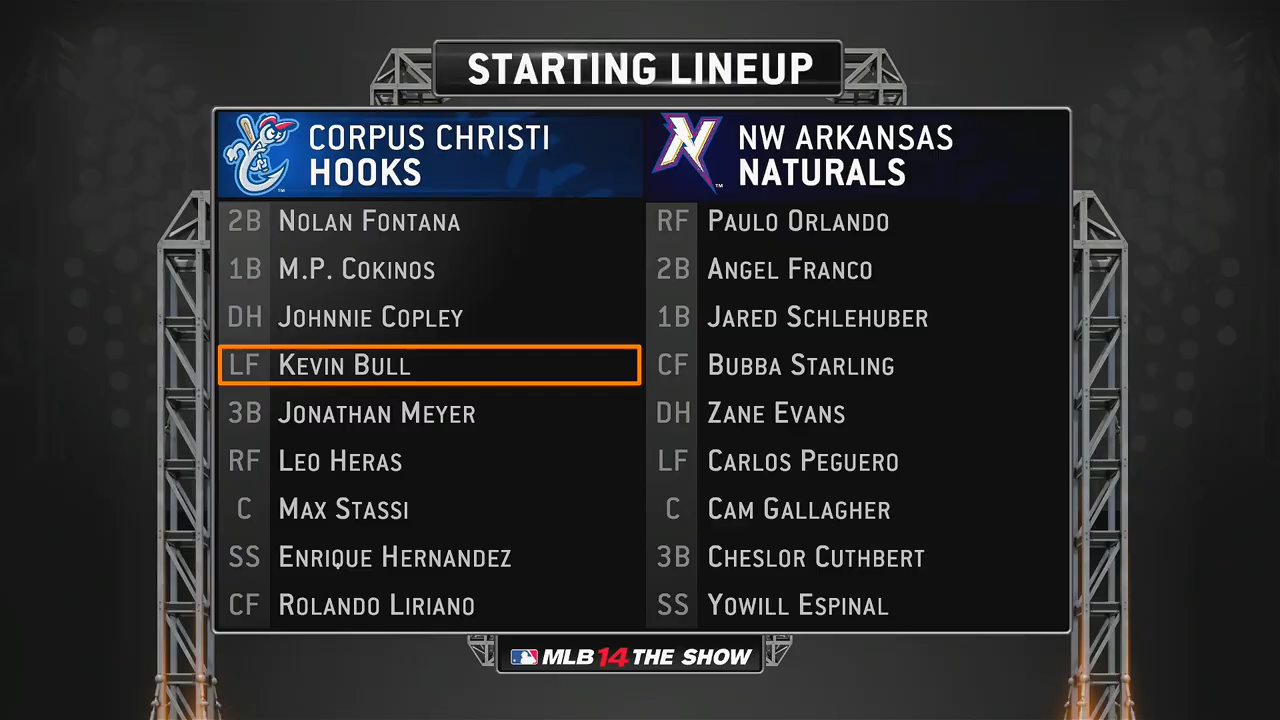 STARTING LINEUP
CORPUS CHRISTI
HOOKS
2B NOLAN FONTANA
1B M.P. COKINOS
DH JOHNNIE COPLEY
LF KEVIN BULL
3B JONATHAN MEYER
RF LEO HERAS
C MAX STASSI
SS ENRIQUE HERNANDEZ
CF ROLANDO LIRIANO
N
TM
NW ARKANSAS
NATURALS
RF PAULO ORLANDO
2B ANGEL FRANCO
1B JARED SCHLEHUBER
CF BUBBA STARLING
DH ZANE EVANS
LF CARLOS PEGUERO
C CAM GALLAGHER
3B CHESLOR CUTHBERT
SS YOWILL ESPINAL
MLB 14 THE SHOW